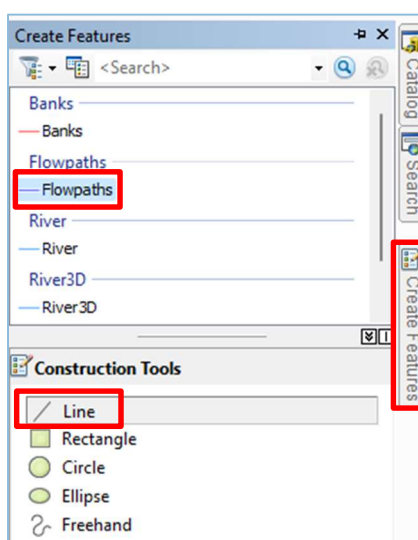 Create Features
<Search>
Banks
Banks
Flowpaths
Flowpaths
River
River
River3D
River3D
Construction Tools
Line
Rectangle
Circle
Ellipse
Freehand
Catalog
Search
Create Features